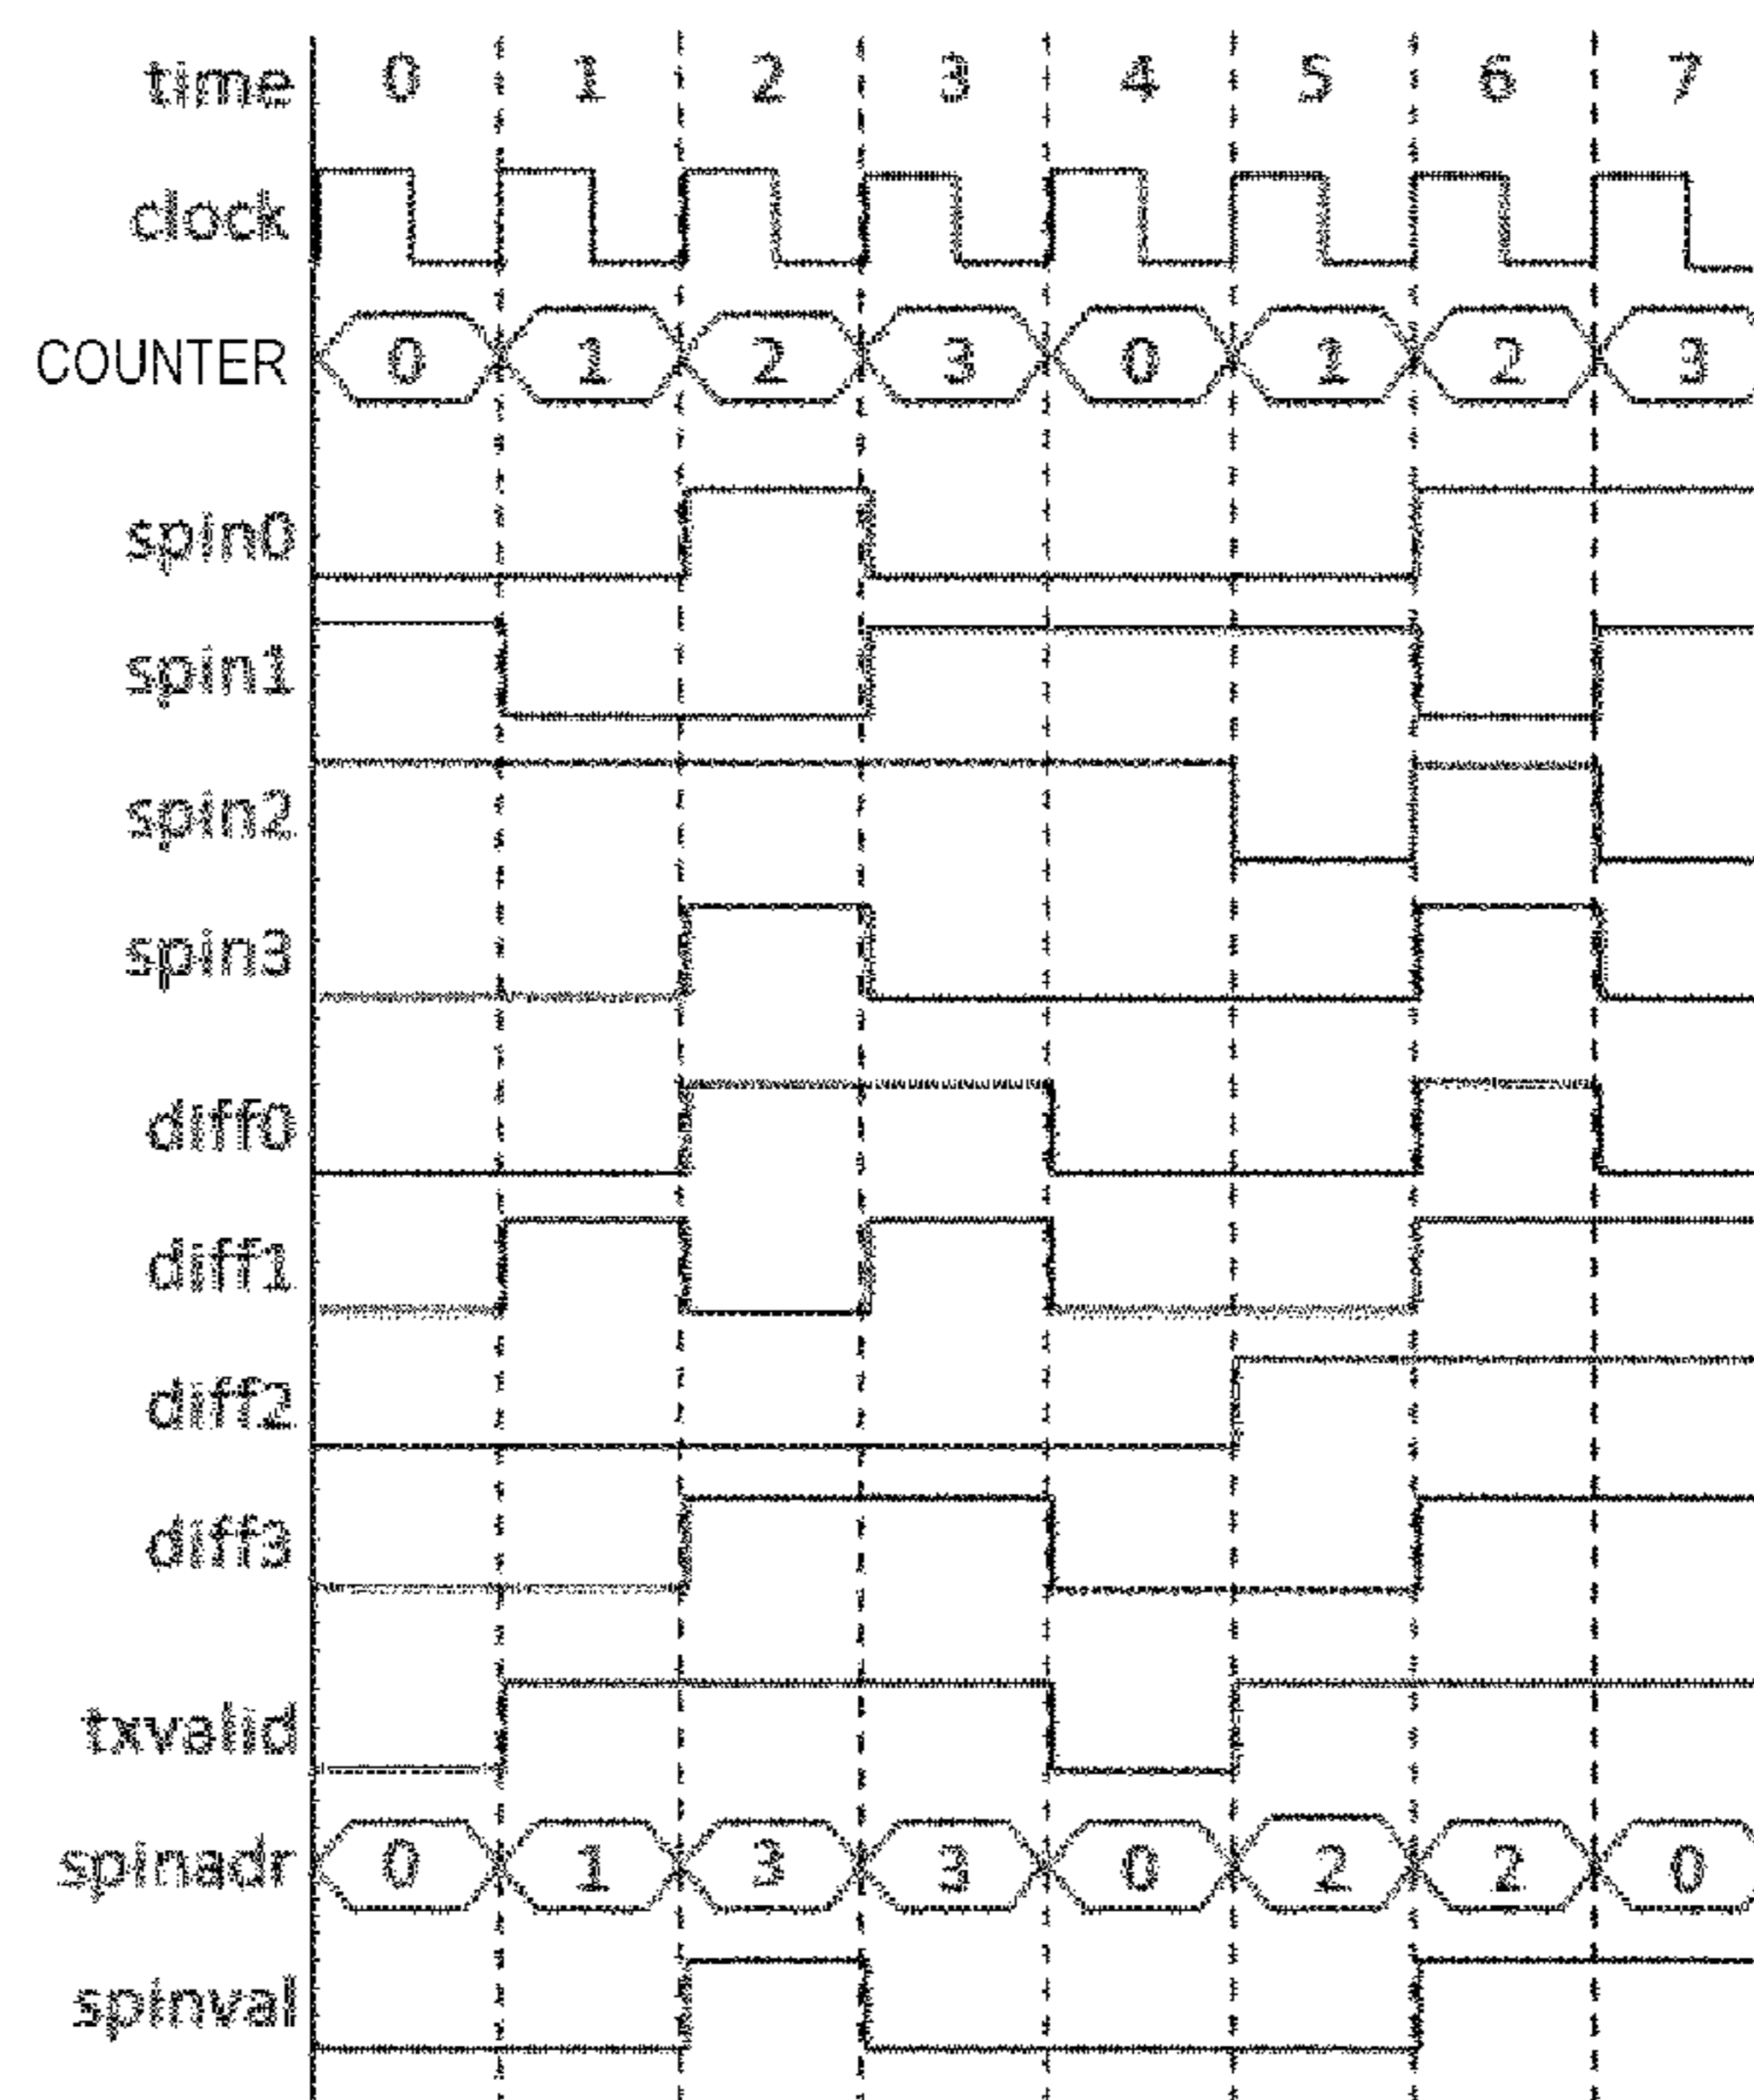 time 0 1 2 3 4 5 6 7
clock
COUNTER 0 1 2 3 0 1 2 3
spin0
spin1
spin2
spin3
diff0
diff1
diff2
diff3
txvalid
spinadr 0 1 3 3 0 2 2 0
spinval